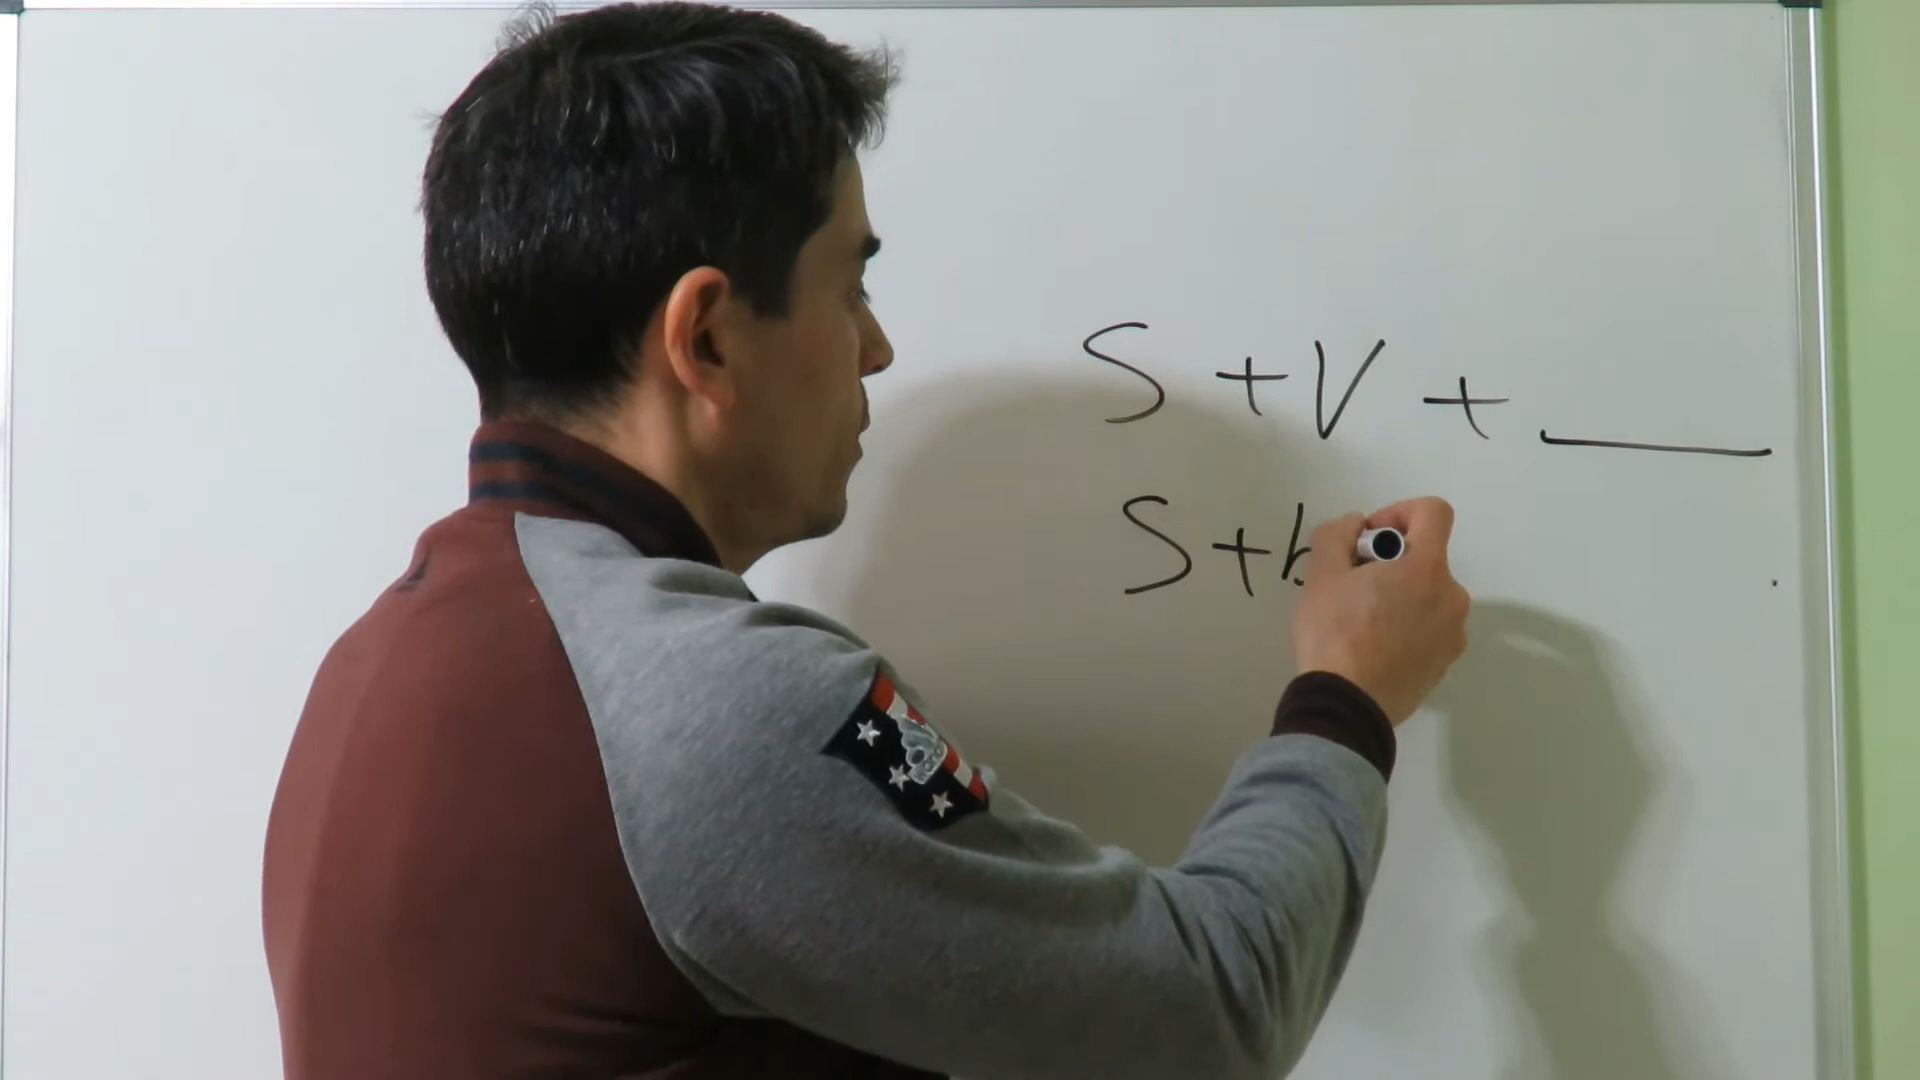 S + V + ___
S + b